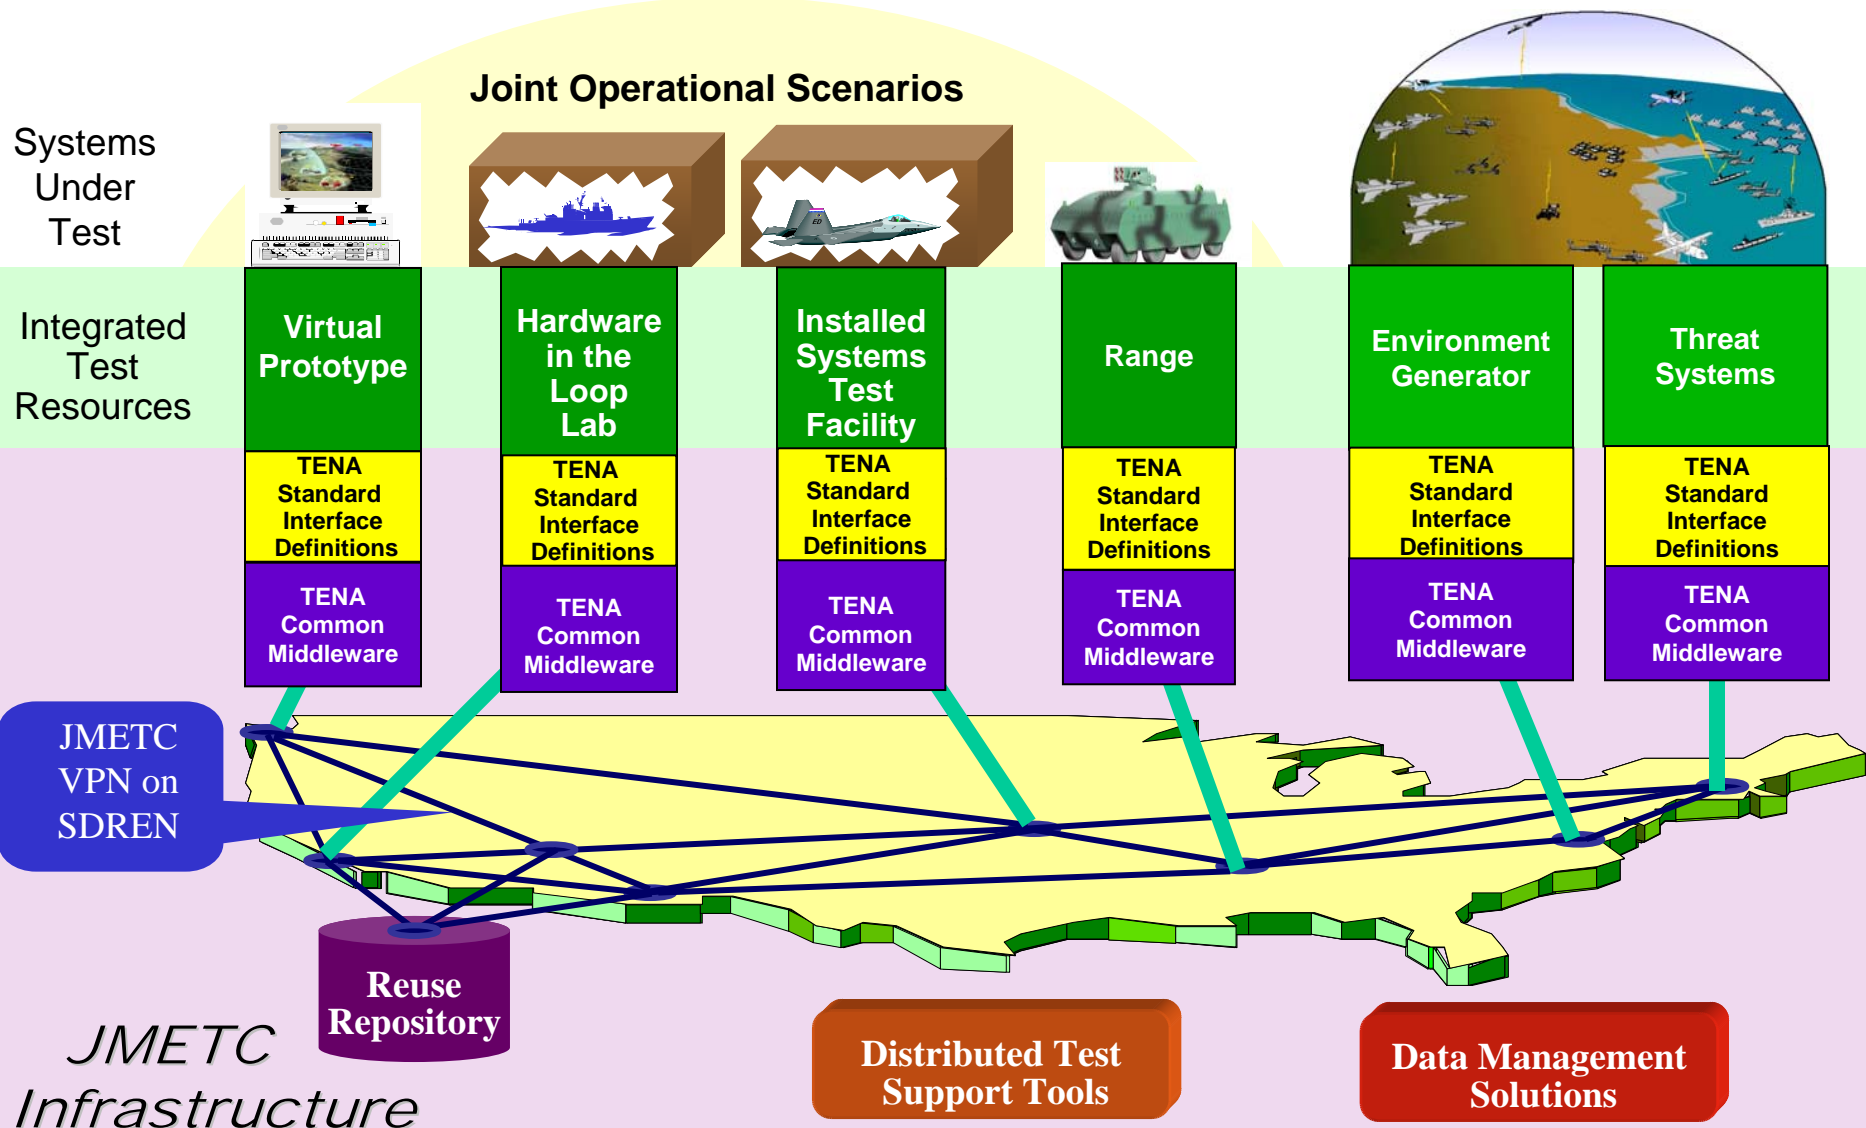 Joint Operational Scenarios
Systems
Under
Test
ED
Integrated
Test
Resources
Virtual
Prototype
Hardware
in the
Loop
Lab
Installed
Systems
Test
Facility
Range
Environment
Generator
Threat
Systems
TENA
Standard
Interface
Definitions
TENA
Standard
Interface
Definitions
TENA
Standard
Interface
Definitions
TENA
Standard
Interface
Definitions
TENA
Standard
Interface
Definitions
TENA
Standard
Interface
Definitions
TENA
Common
Middleware
TENA
Common
Middleware
TENA
Common
Middleware
TENA
Common
Middleware
TENA
Common
Middleware
TENA
Common
Middleware
JMETC
VPN on
SDREN
Reuse
Repository
JMETC
Infrastructure
Distributed Test
Support Tools
Data Management
Solutions